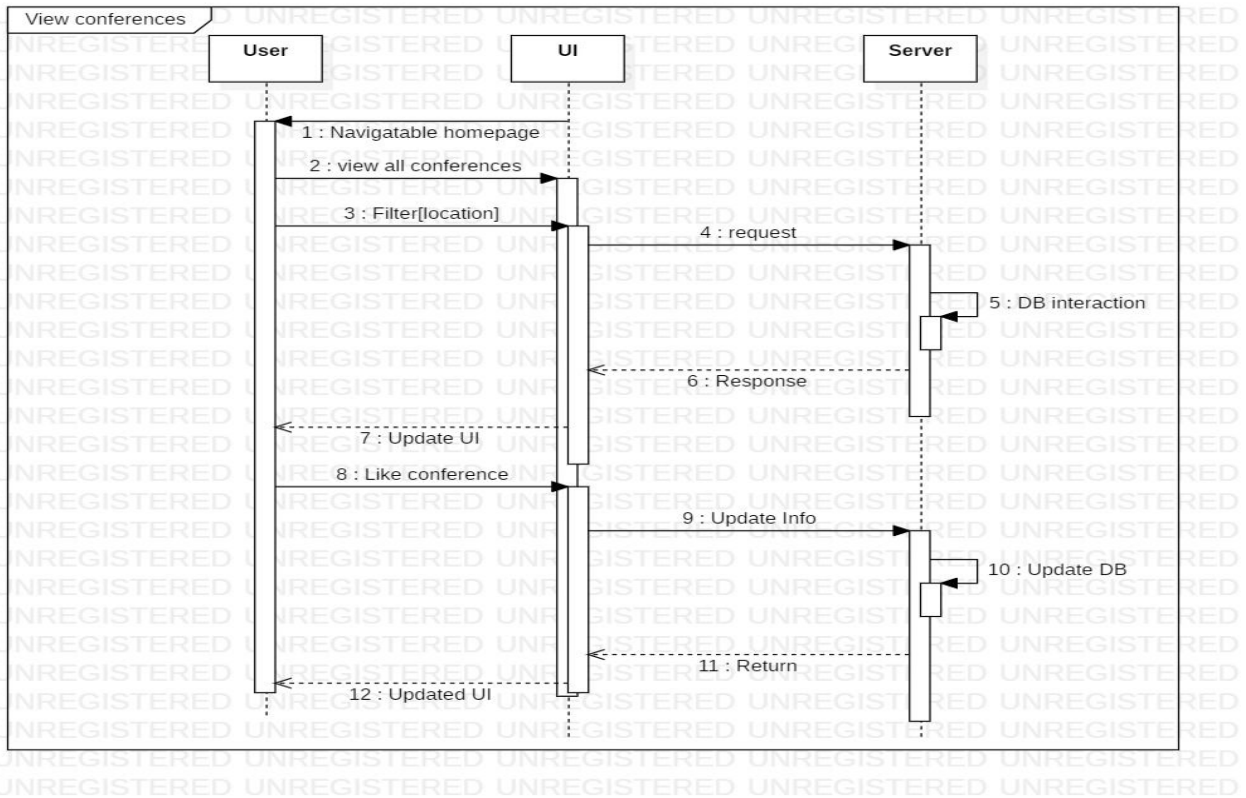 View conferences
User
UI
Server
1 : Navigatable homepage
2 : view all conferences
3 : Filter[location]
4 : request
5 : DB interaction
6 : Response
7 : Update UI
8 : Like conference
9 : Update Info
10 : Update DB
11 : Return
12 : Updated UI
UNREGISTERED